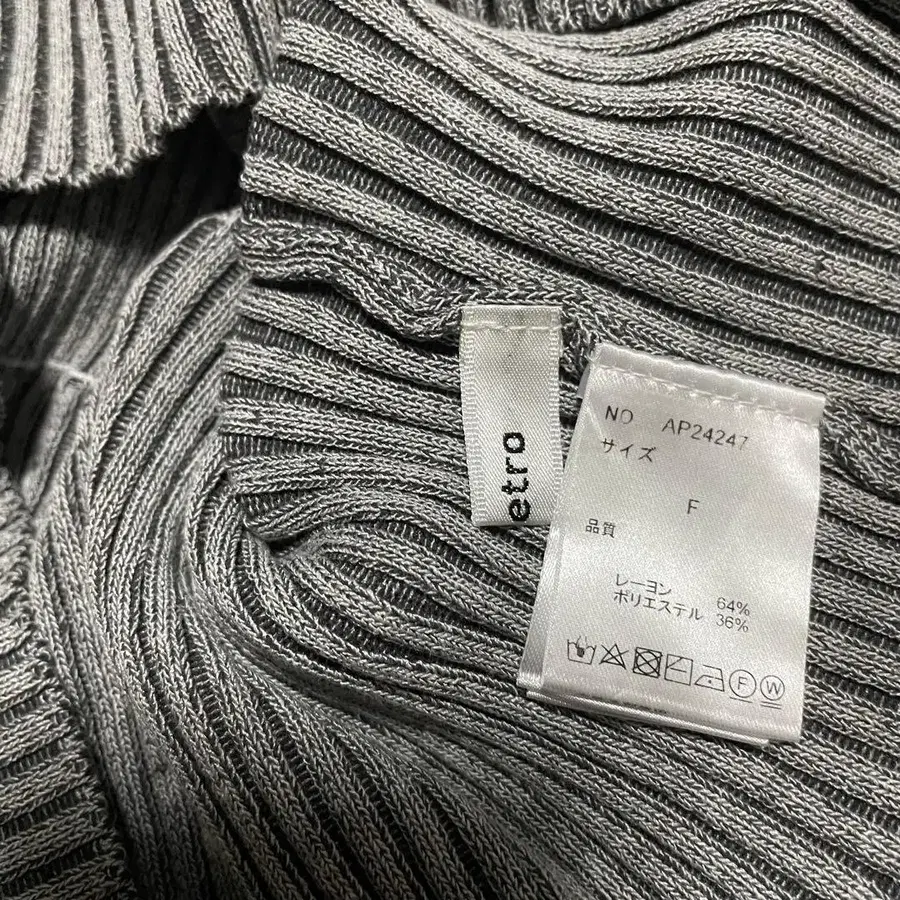 etro
NO AP24247
サイズ
F
品質
レーヨン 64%
ポリエステル 36%
F W